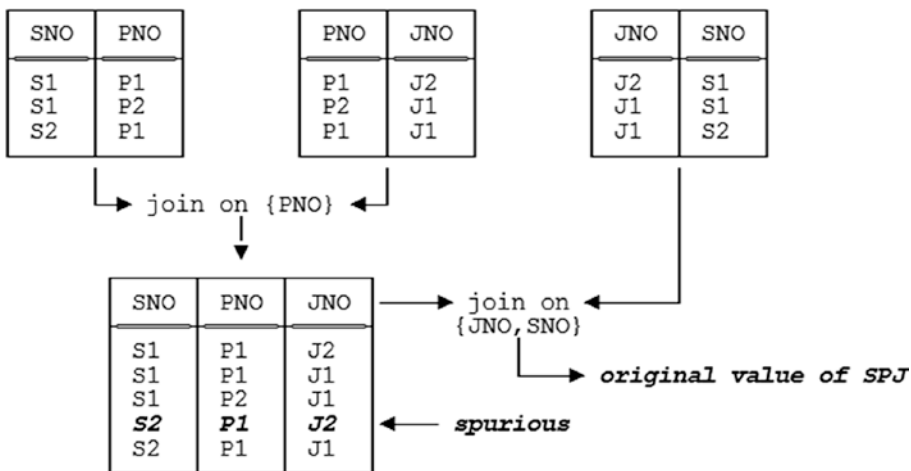 SNO PNO PNO JNO JNO SNO
S1 P1 P1 J2 J2 S1
S1 P2 P2 J1 J1 S1
S2 P1 P1 J1 J1 S2
join on {PNO}
SNO PNO JNO
join on
{JNO,SNO}
S1 P1 J2
S1 P1 J1
original value of SPJ
S1 P2 J1
S2 P1 J2
spurious
S2 P1 J1